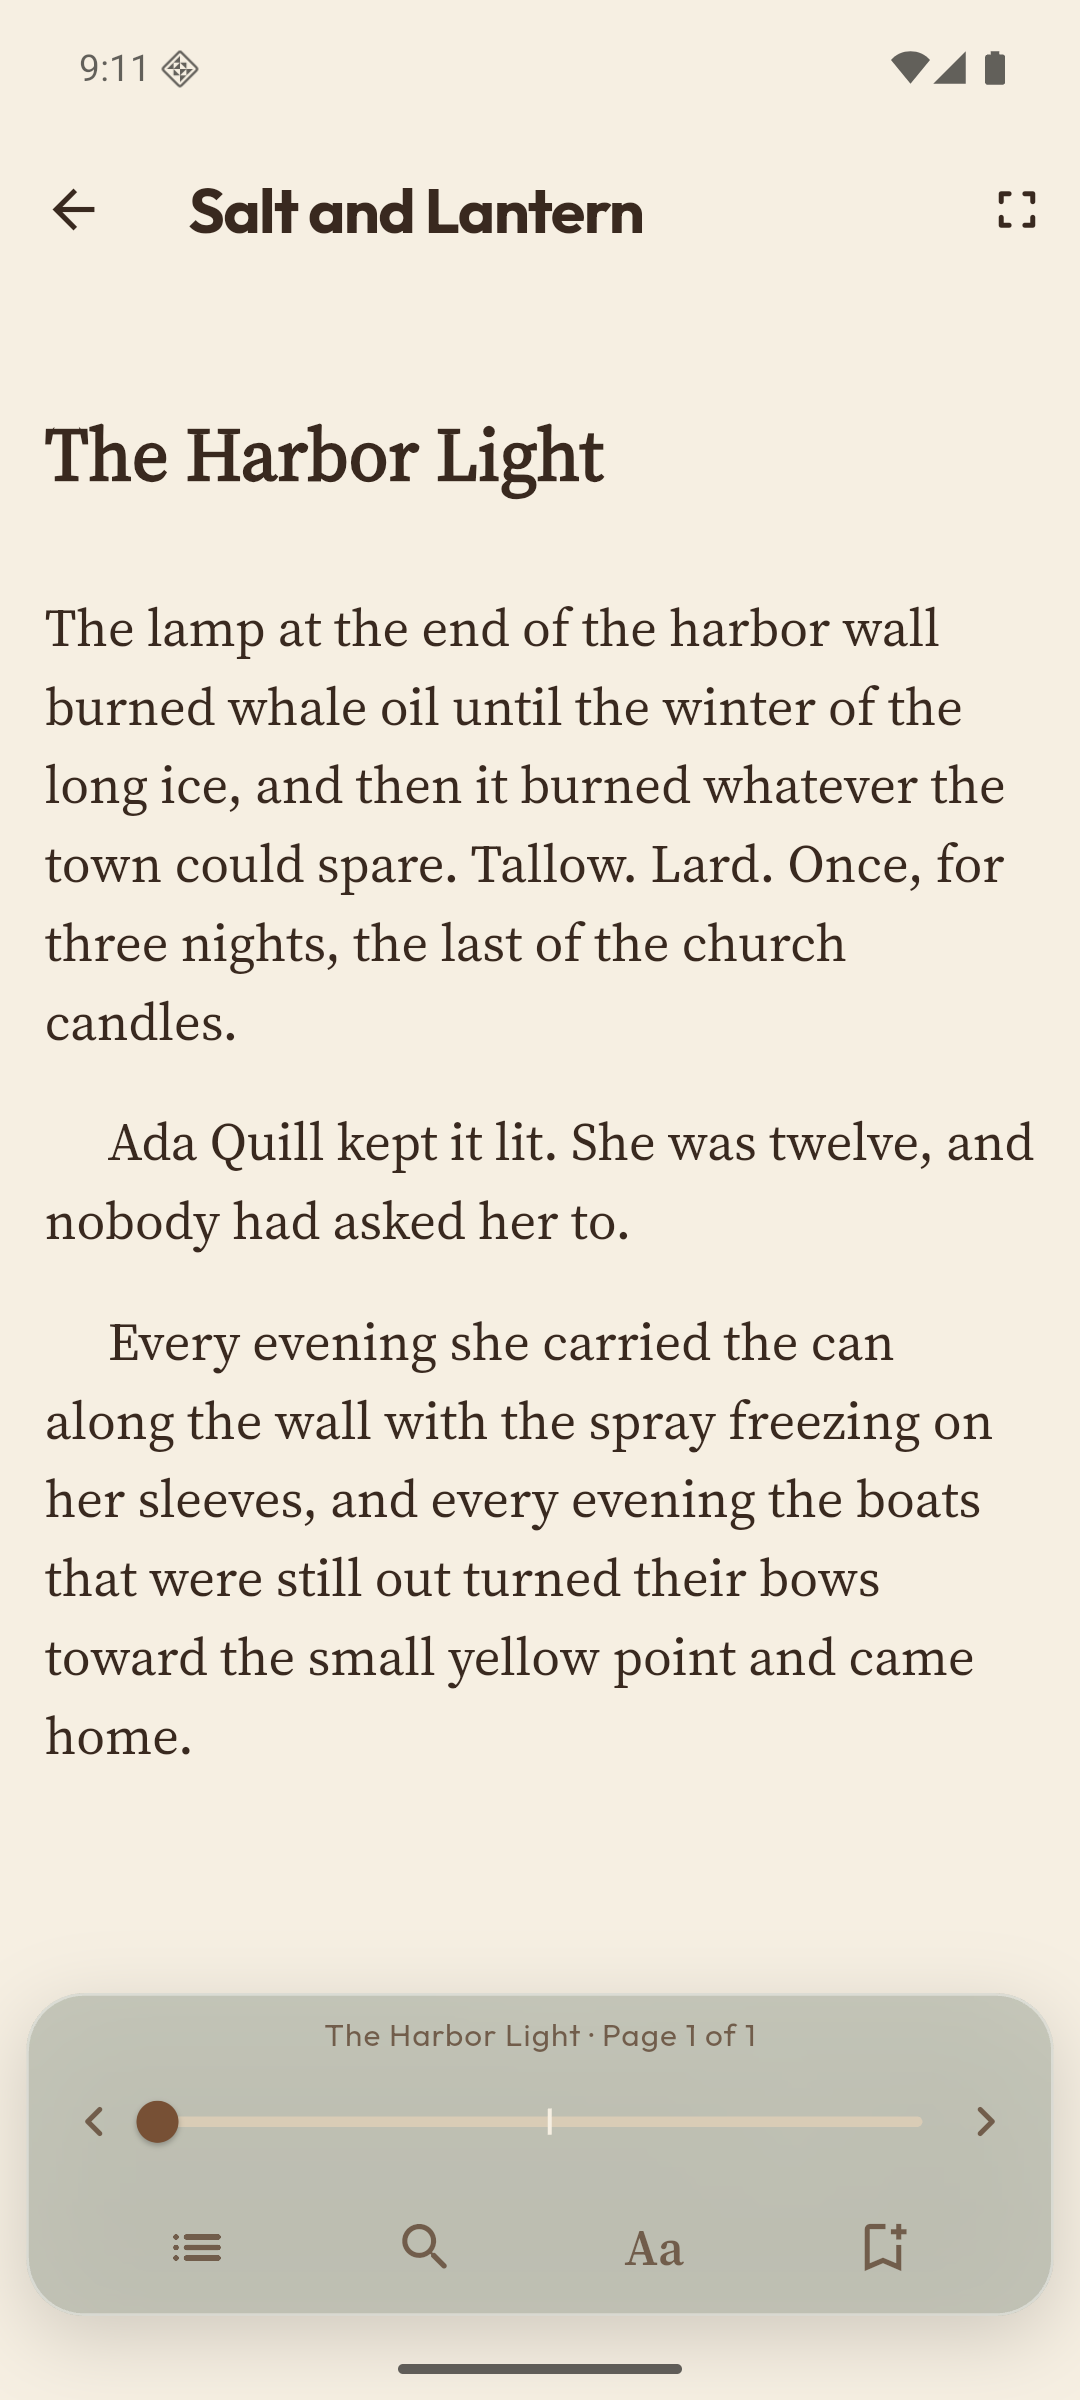 9:11
Salt and Lantern
The Harbor Light
The lamp at the end of the harbor wall
burned whale oil until the winter of the
long ice, and then it burned whatever the
town could spare. Tallow. Lard. Once, for
three nights, the last of the church
candles.
Ada Quill kept it lit. She was twelve, and
nobody had asked her to.
Every evening she carried the can
along the wall with the spray freezing on
her sleeves, and every evening the boats
that were still out turned their bows
toward the small yellow point and came
home.
The Harbor Light · Page 1 of 1
Aa